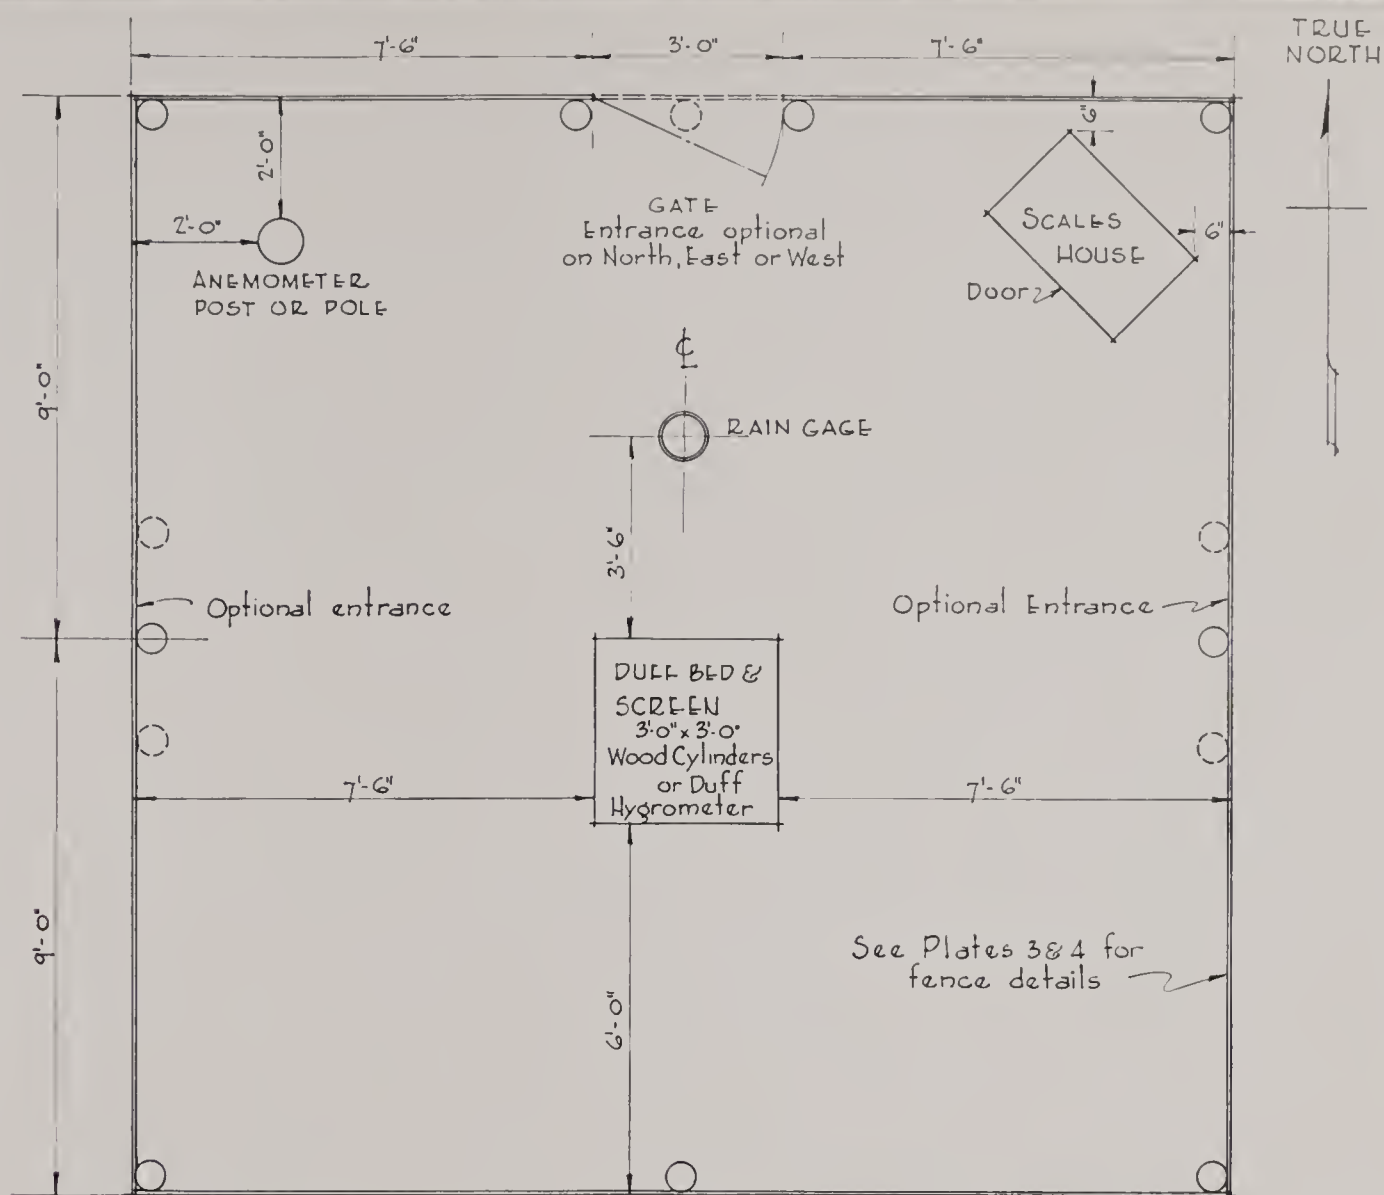 7'-6" 3'-0" 7'-6"
TRUE
NORTH
6"
2'-0"
2'-0"
ANEMOMETER
POST OR POLE
GATE
Entrance optional
on North, East or West
SCALES
HOUSE
6"
Door
9'-0"
℄
RAIN GAGE
3'-6"
Optional entrance
Optional Entrance
DUFF BED &
SCREEN
3'-0" x 3'-0"
Wood Cylinders
or Duff
Hygrometer
7'-6"
7'-6"
9'-0"
See Plates 3 & 4 for
fence details
6'-0"